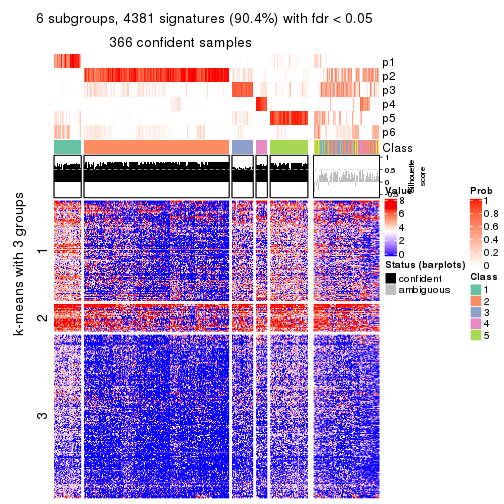 6 subgroups, 4381 signatures (90.4%) with fdr < 0.05
366 confident samples
p1
p2
p3
p4
p5
p6
Class
1
0.5
0
-0.5
Silhouette
score
k-means with 3 groups
1
2
3
Value
8
6
4
2
0
Status (barplots)
confident
ambiguous
Prob
1
0.8
0.6
0.4
0.2
0
Class
1
2
3
4
5